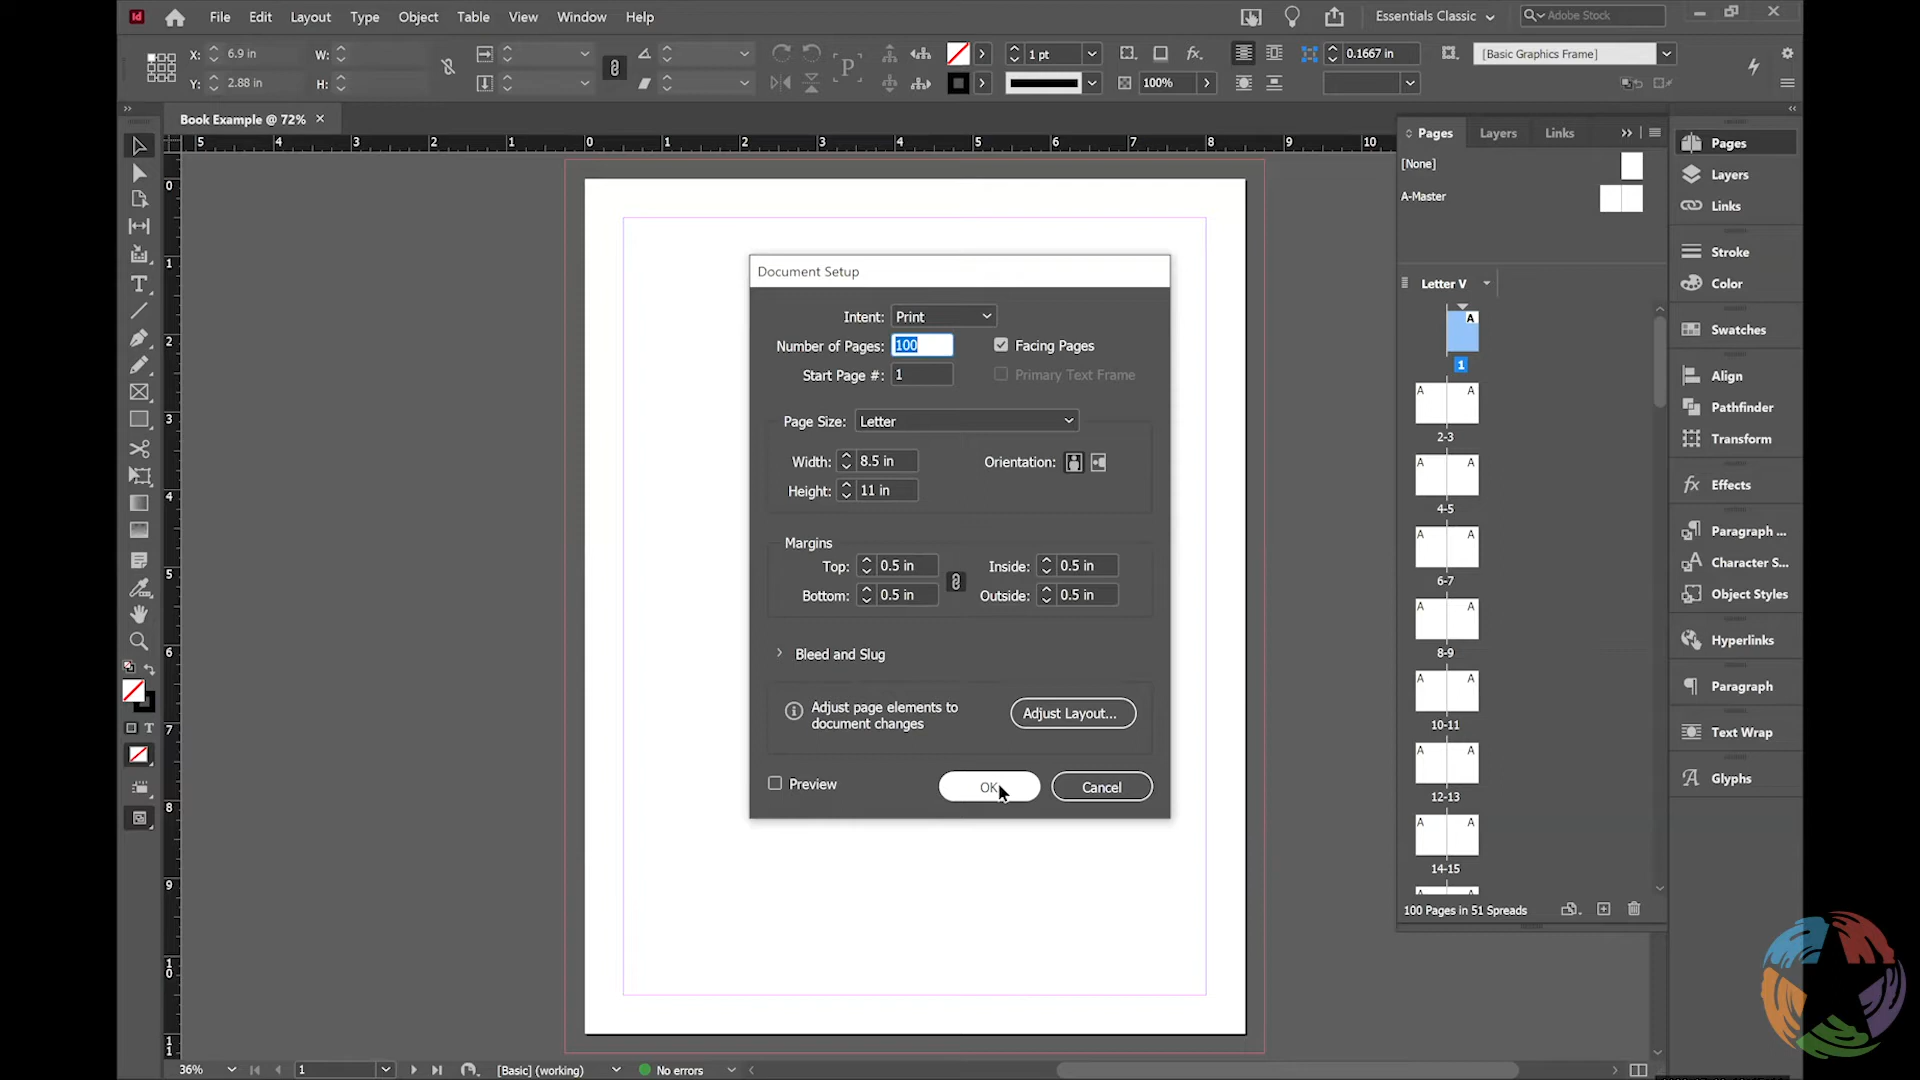 File Edit Layout Type Object Table View Window Help
Essentials Classic
Adobe Stock
X: 6.9 in W:
1 pt
0.1667 in
[Basic Graphics Frame]
Y: 2.88 in H:
100%
Book Example @ 72%
5 4 3 2 1 0 1 2 3 4 5 6 7 8 9 10
0
1
2
3
4
5
6
7
8
9
10
11
Document Setup
Intent: Print
Number of Pages: 100
Facing Pages
Start Page #: 1
Primary Text Frame
Page Size: Letter
Width: 8.5 in
Orientation:
Height: 11 in
Margins
Top: 0.5 in
Inside: 0.5 in
Bottom: 0.5 in
Outside: 0.5 in
Bleed and Slug
Adjust page elements to
document changes
Adjust Layout...
Preview
OK
Cancel
Pages Layers Links
[None]
A-Master
Letter V
A
1
A A
2-3
A A
4-5
A A
6-7
A A
8-9
A A
10-11
A A
12-13
A A
14-15
100 Pages in 51 Spreads
Pages
Layers
Links
Stroke
Color
Swatches
Align
Pathfinder
Transform
fx Effects
Paragraph ...
Character S...
Object Styles
Hyperlinks
Paragraph
Text Wrap
Glyphs
36%
1
[Basic] (working)
No errors